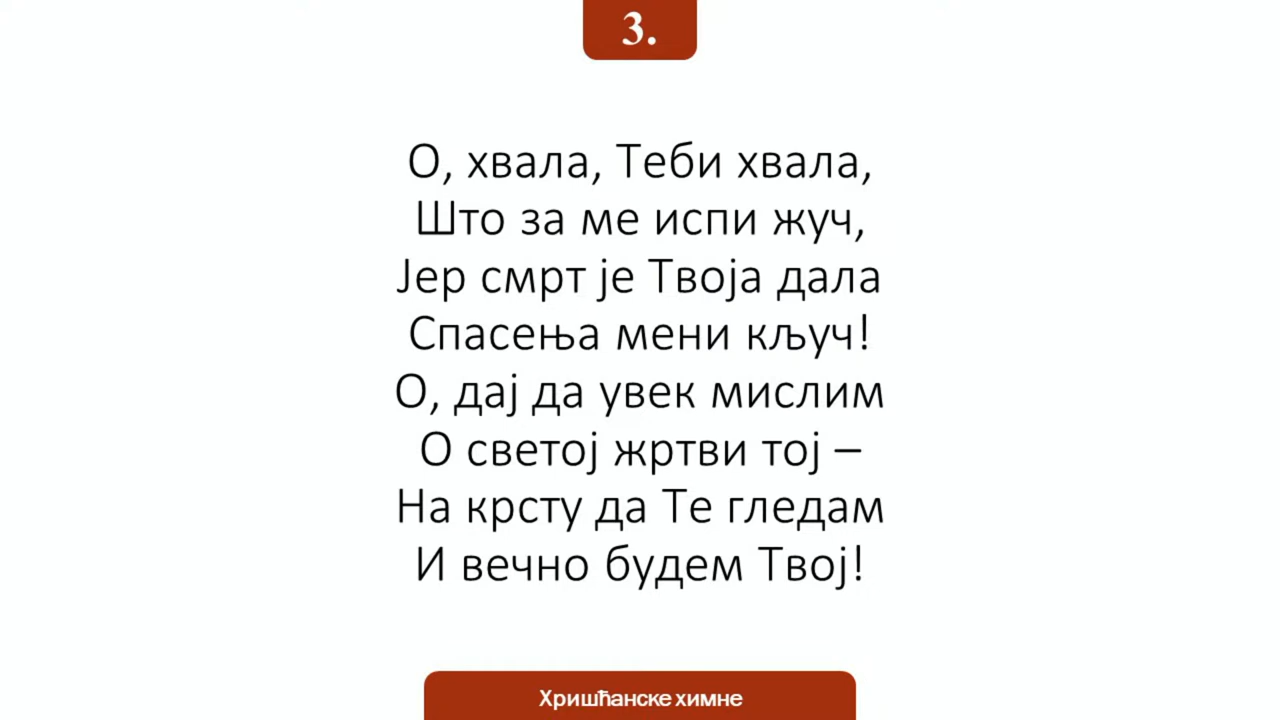 3.
О, хвала, Теби хвала,
Што за ме испи жуч,
Јер смрт је Твоја дала
Спасења мени кључ!
О, дај да увек мислим
О светој жртви тој –
На крсту да Те гледам
И вечно будем Твој!
Хришћанске химне